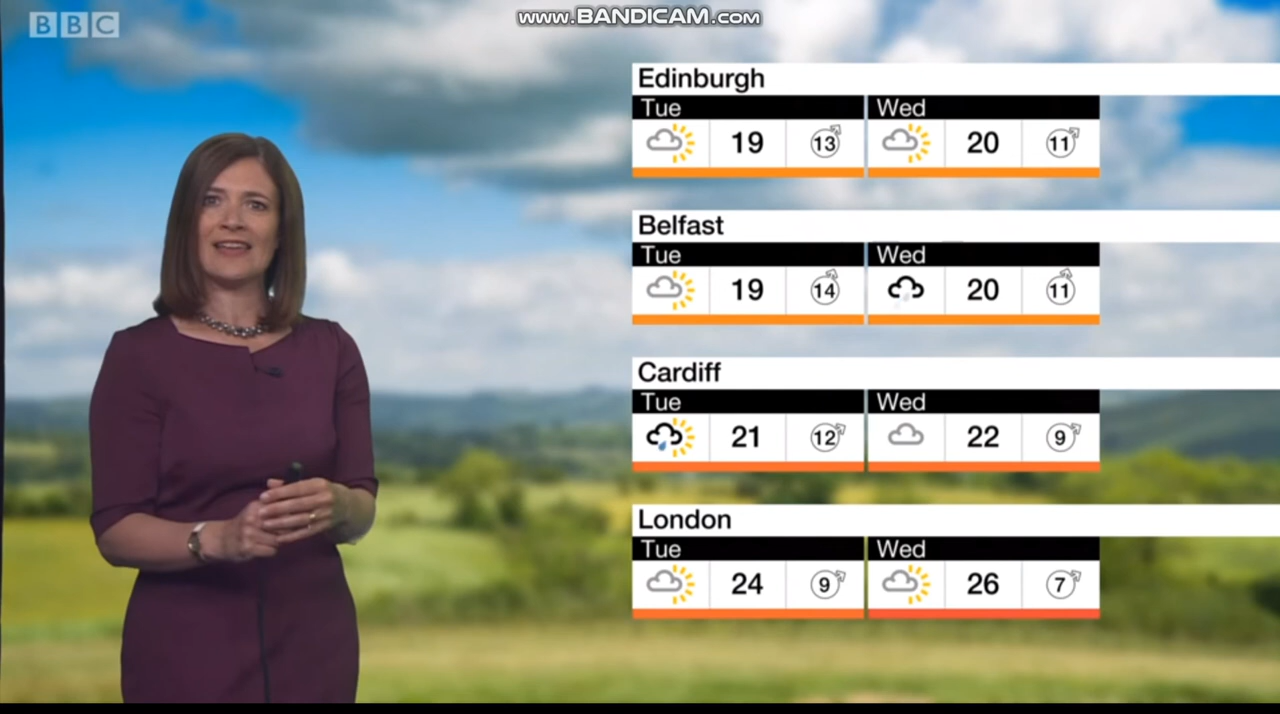 BBC
www.BANDICAM.com
Edinburgh
Tue Wed
19 13 20 11
Belfast
Tue Wed
19 14 20 11
Cardiff
Tue Wed
21 12 22 9
London
Tue Wed
24 9 26 7